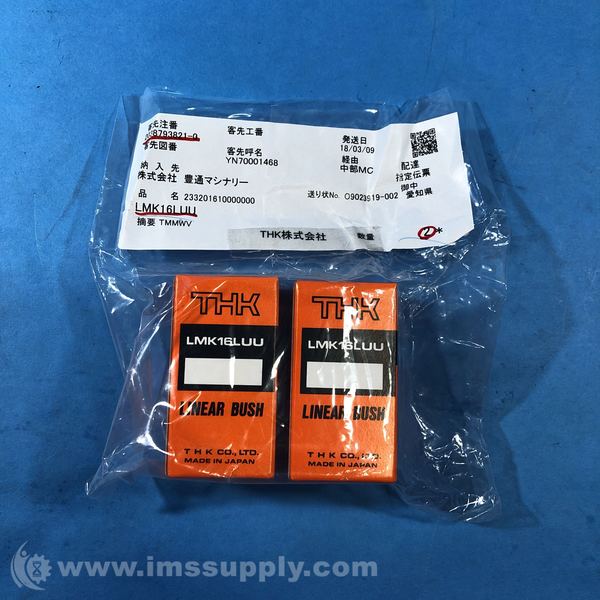 客先注番
客先工番
発送日
8793821-0
18/03/09
客先図番
客先呼名
経由
配達
YN70001468
中部MC
指定伝票
納入先
御中
株式会社 豊通マシナリー
愛知県
品 名 233201610000000
送り状No.
-002
LMK16LUU
摘要 TMMWV
THK株式会社 数量
2*
THK THK
LMK16LUU LMK16LUU
LINEAR BUSH LINEAR BUSH
THK CO., LTD. THK CO., LTD.
MADE IN JAPAN MADE IN JAPAN
www.imssupply.com